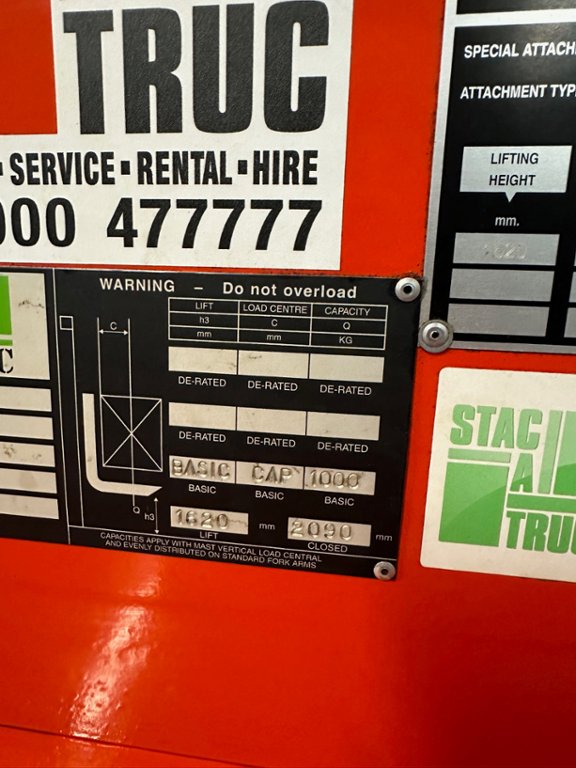 TRUC
SERVICE ▪ RENTAL ▪ HIRE
000 477777
WARNING – Do not overload
LIFT LOAD CENTRE CAPACITY
h3 C Q
mm mm KG
DE-RATED DE-RATED DE-RATED
DE-RATED DE-RATED DE-RATED
BASIC CAP 1000
BASIC BASIC BASIC
1620 mm 2090 mm
LIFT CLOSED
CAPACITIES APPLY WITH MAST VERTICAL LOAD CENTRAL
AND EVENLY DISTRIBUTED ON STANDARD FORK ARMS
C
Q
h3
C
SPECIAL ATTACH
ATTACHMENT TYP
LIFTING
HEIGHT
mm.
1620
STAC
A
TRUC